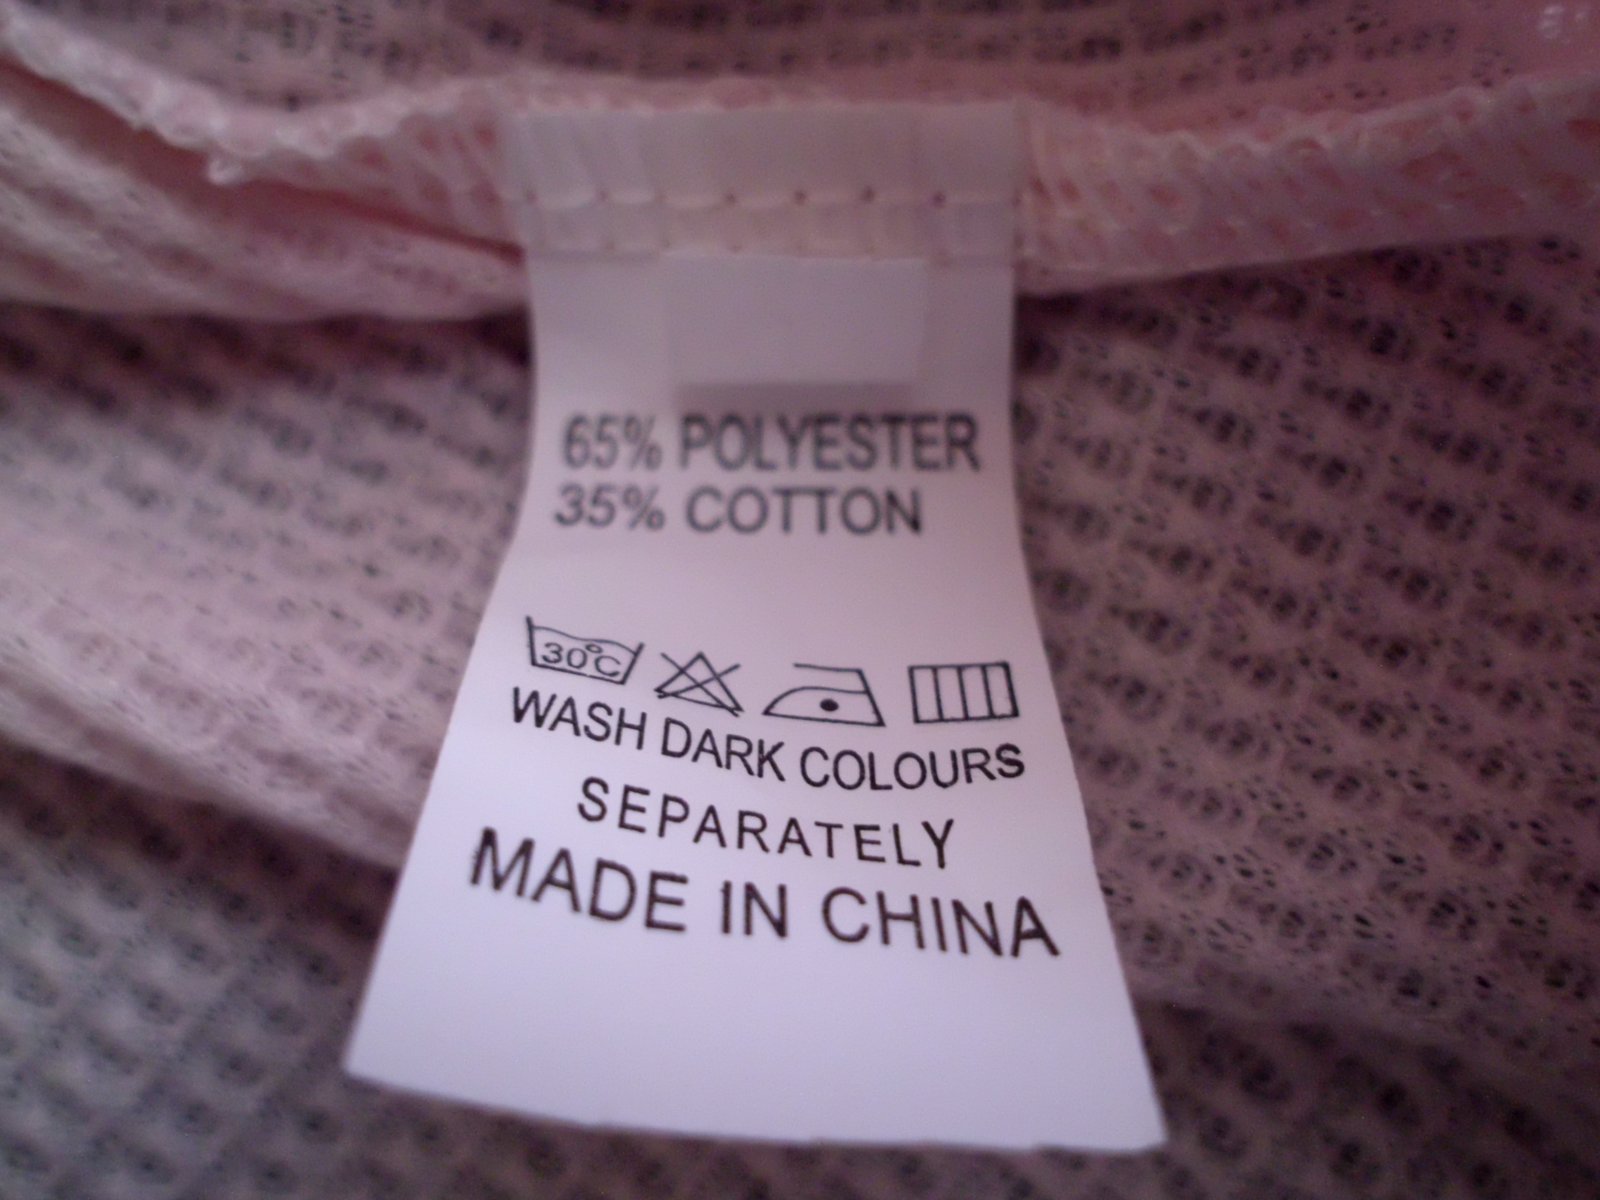 65% POLYESTER
35% COTTON
30°C
WASH DARK COLOURS
SEPARATELY
MADE IN CHINA